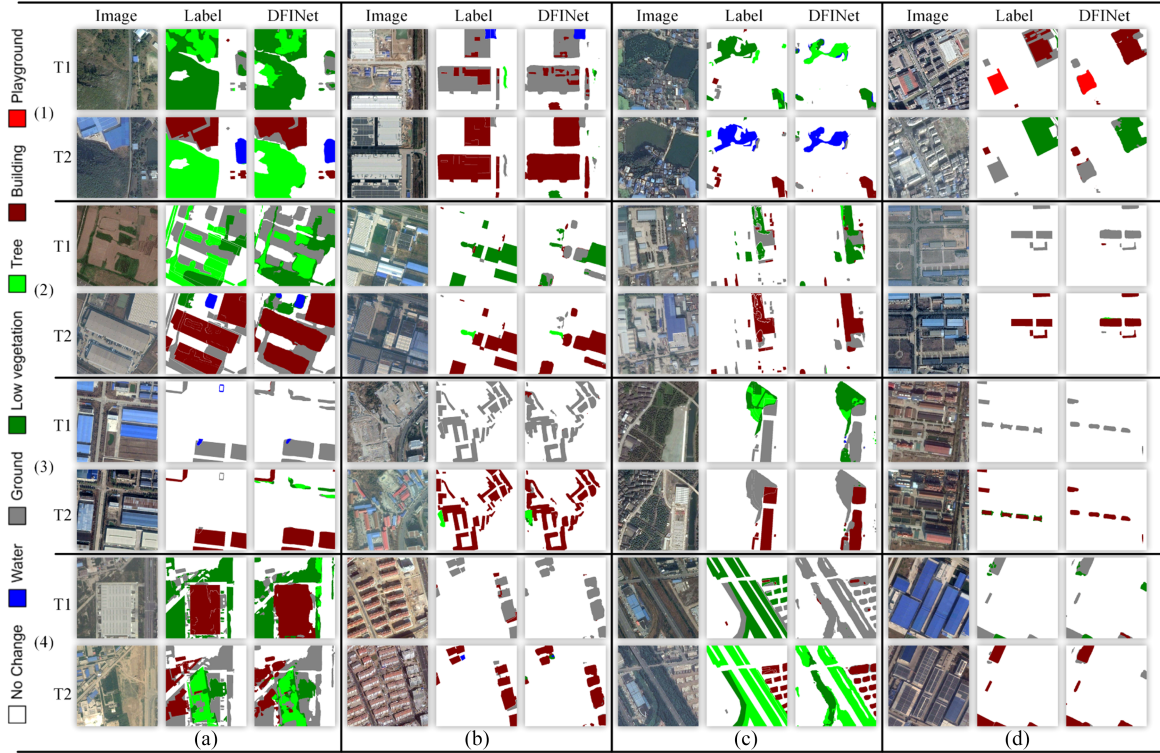 Image Label DFINet Image Label DFINet Image Label DFINet Image Label DFINet
T1
(1)
T2
T1
(2)
T2
T1
(3)
T2
T1
(4)
T2
(a) (b) (c) (d)
No Change Water Ground Low vegetation Tree Building Playground